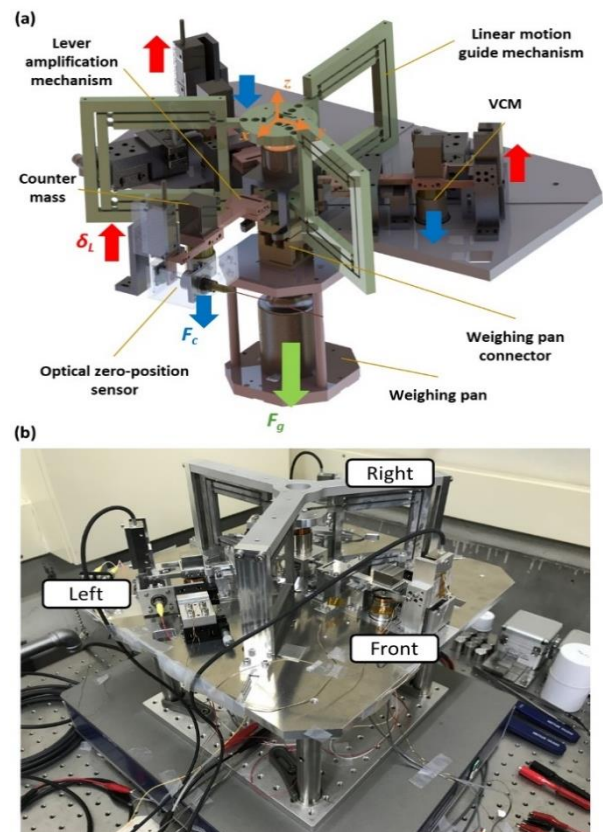 (a)
Lever
amplification
mechanism
Linear motion
guide mechanism
VCM
z
x
Counter
mass
δL
Fc
Optical zero-position
sensor
Weighing pan
connector
Weighing pan
Fg
(b)
Right
Left
Front